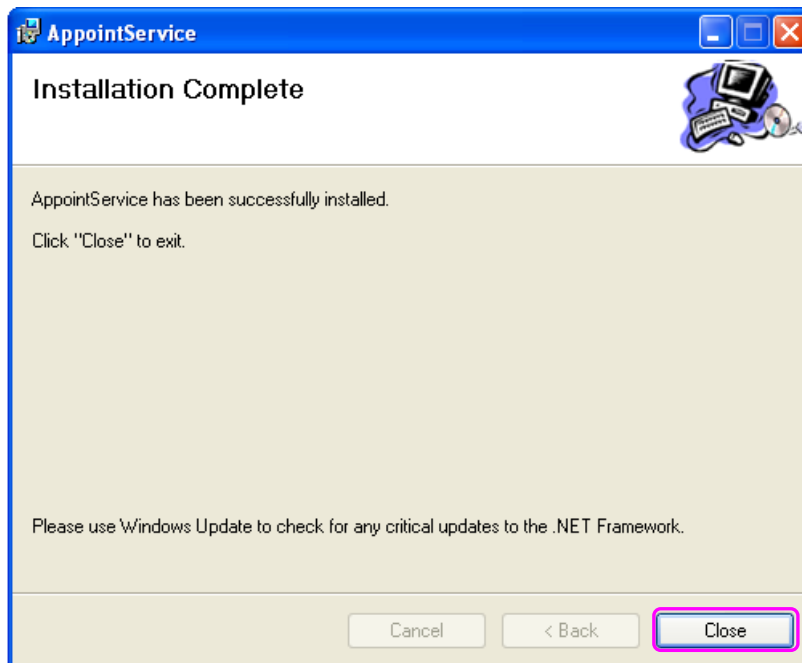 AppointService
Installation Complete
AppointService has been successfully installed.
Click "Close" to exit.
Please use Windows Update to check for any critical updates to the .NET Framework.
Cancel
< Back
Close